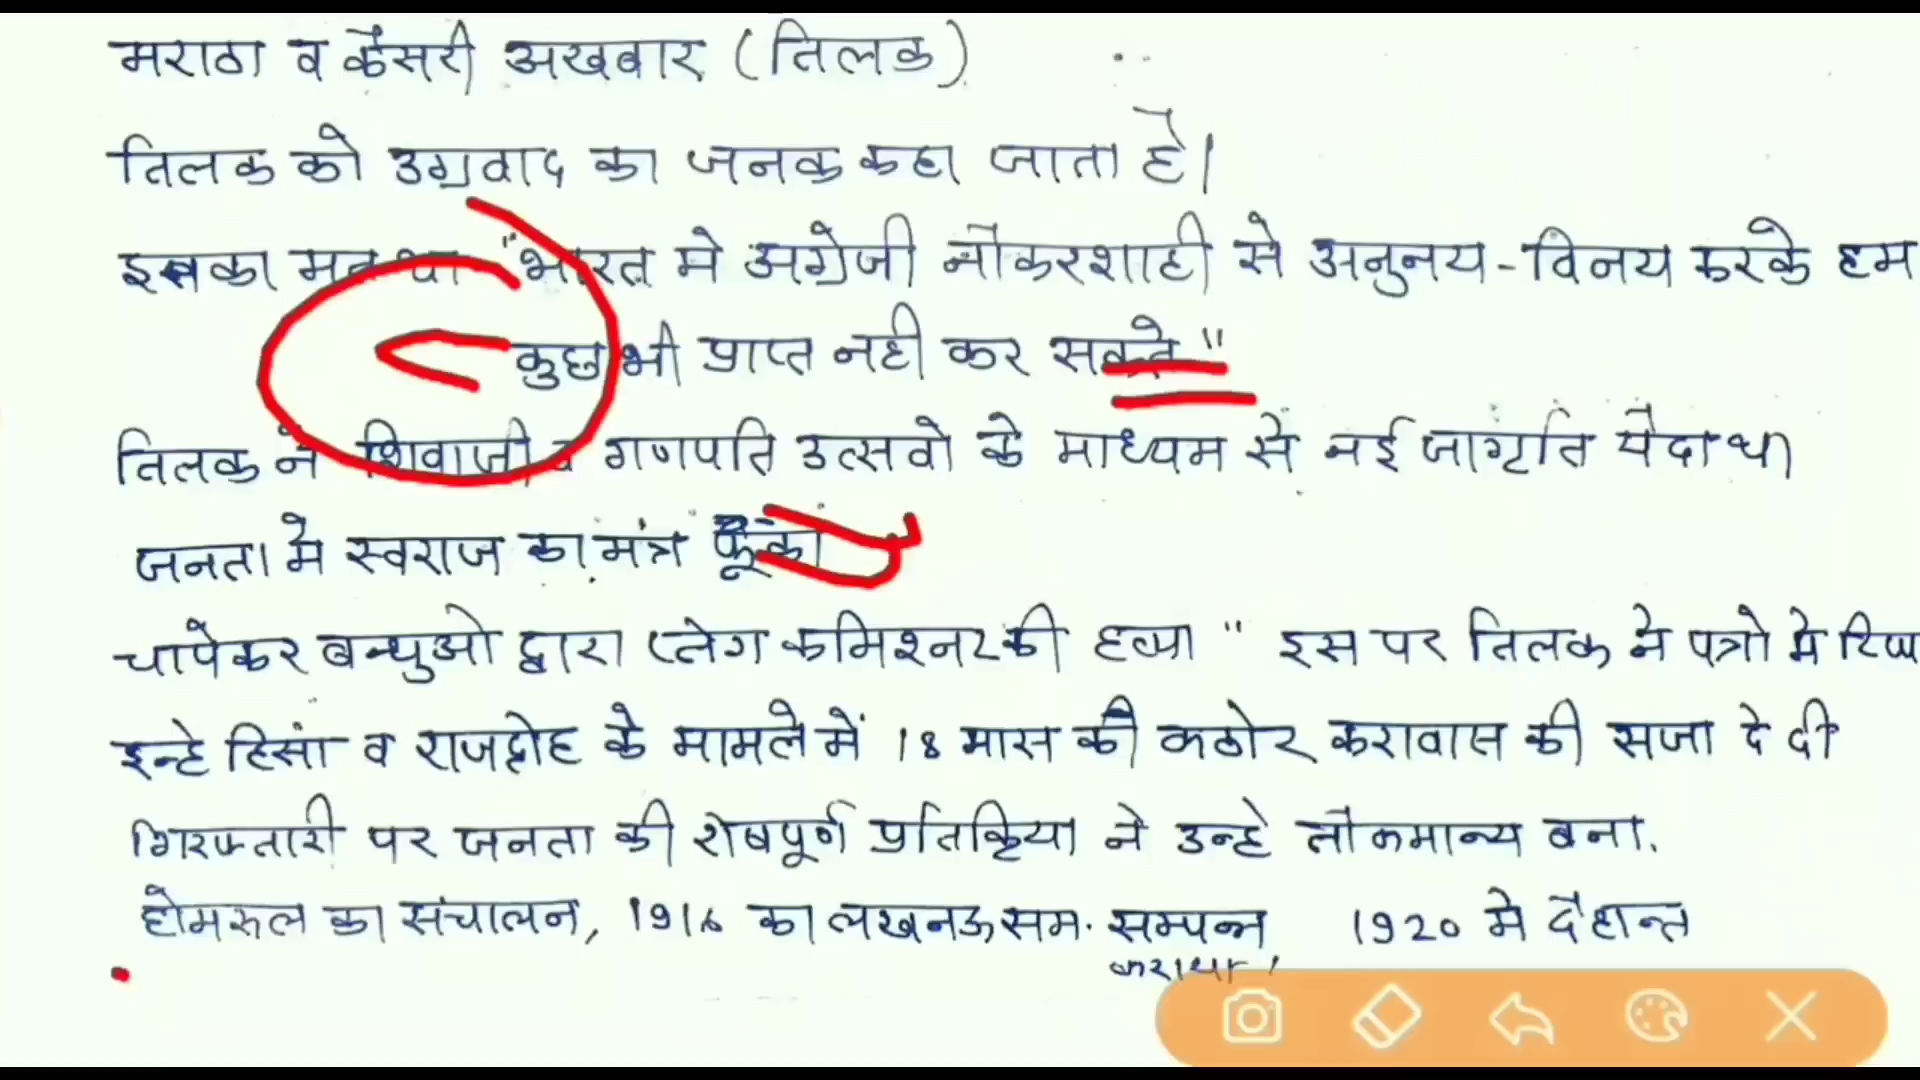 मराठा व केसरी अखबार (तिलक)
तिलक को उग्रवाद का जनक कहा जाता है।
इनका मत था "भारत मे अंग्रेजी नौकरशाही से अनुनय-विनय करके हम
कुछ भी प्राप्त नही कर सकते"
तिलक ने शिवाजी व गणपति उत्सवो के माध्यम से नई जागृति पैदा की
जनता मे स्वराज का मंत्र फूंका
चापेकर बन्धुओ द्वारा प्लेग कमिश्नर की हत्या " इस पर तिलक ने पत्रो मे टिप्प
इन्हे हिसां व राजद्रोह के मामले में 18 मास की कठोर करावास की सजा दे दी
गिरफ्तारी पर जनता की रोषपूर्ण प्रतिक्रिया ने उन्हे लोकमान्य बना.
होमरुल का संचालन, 1916 का लखनऊ सम. सम्पन्न 1920 मे देहान्त
कराया।